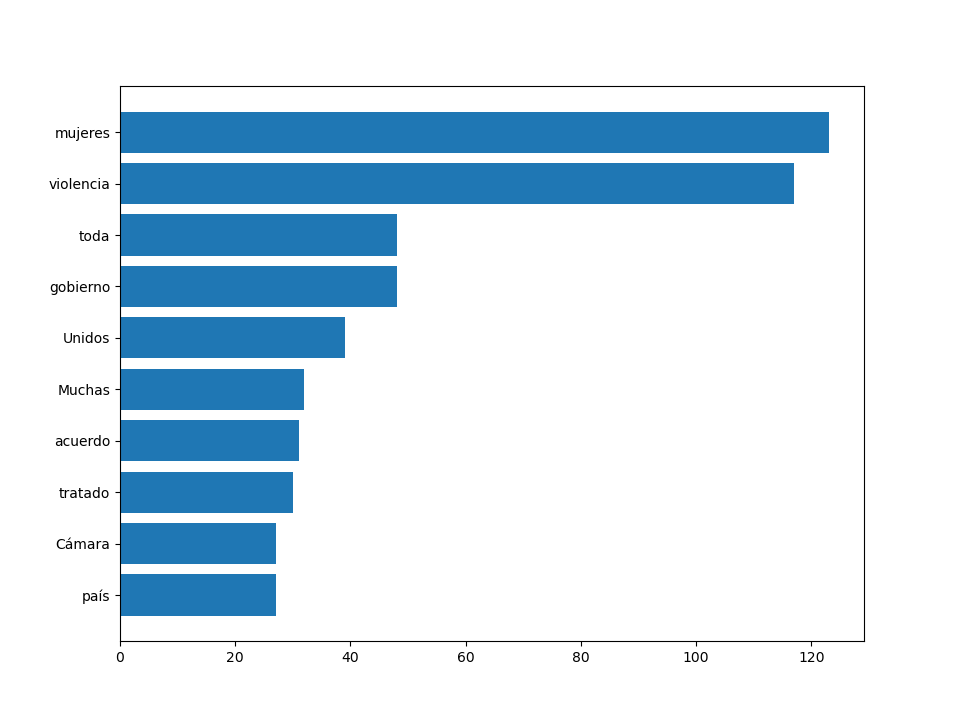 mujeres
violencia
toda
gobierno
Unidos
Muchas
acuerdo
tratado
Cámara
país
0 20 40 60 80 100 120